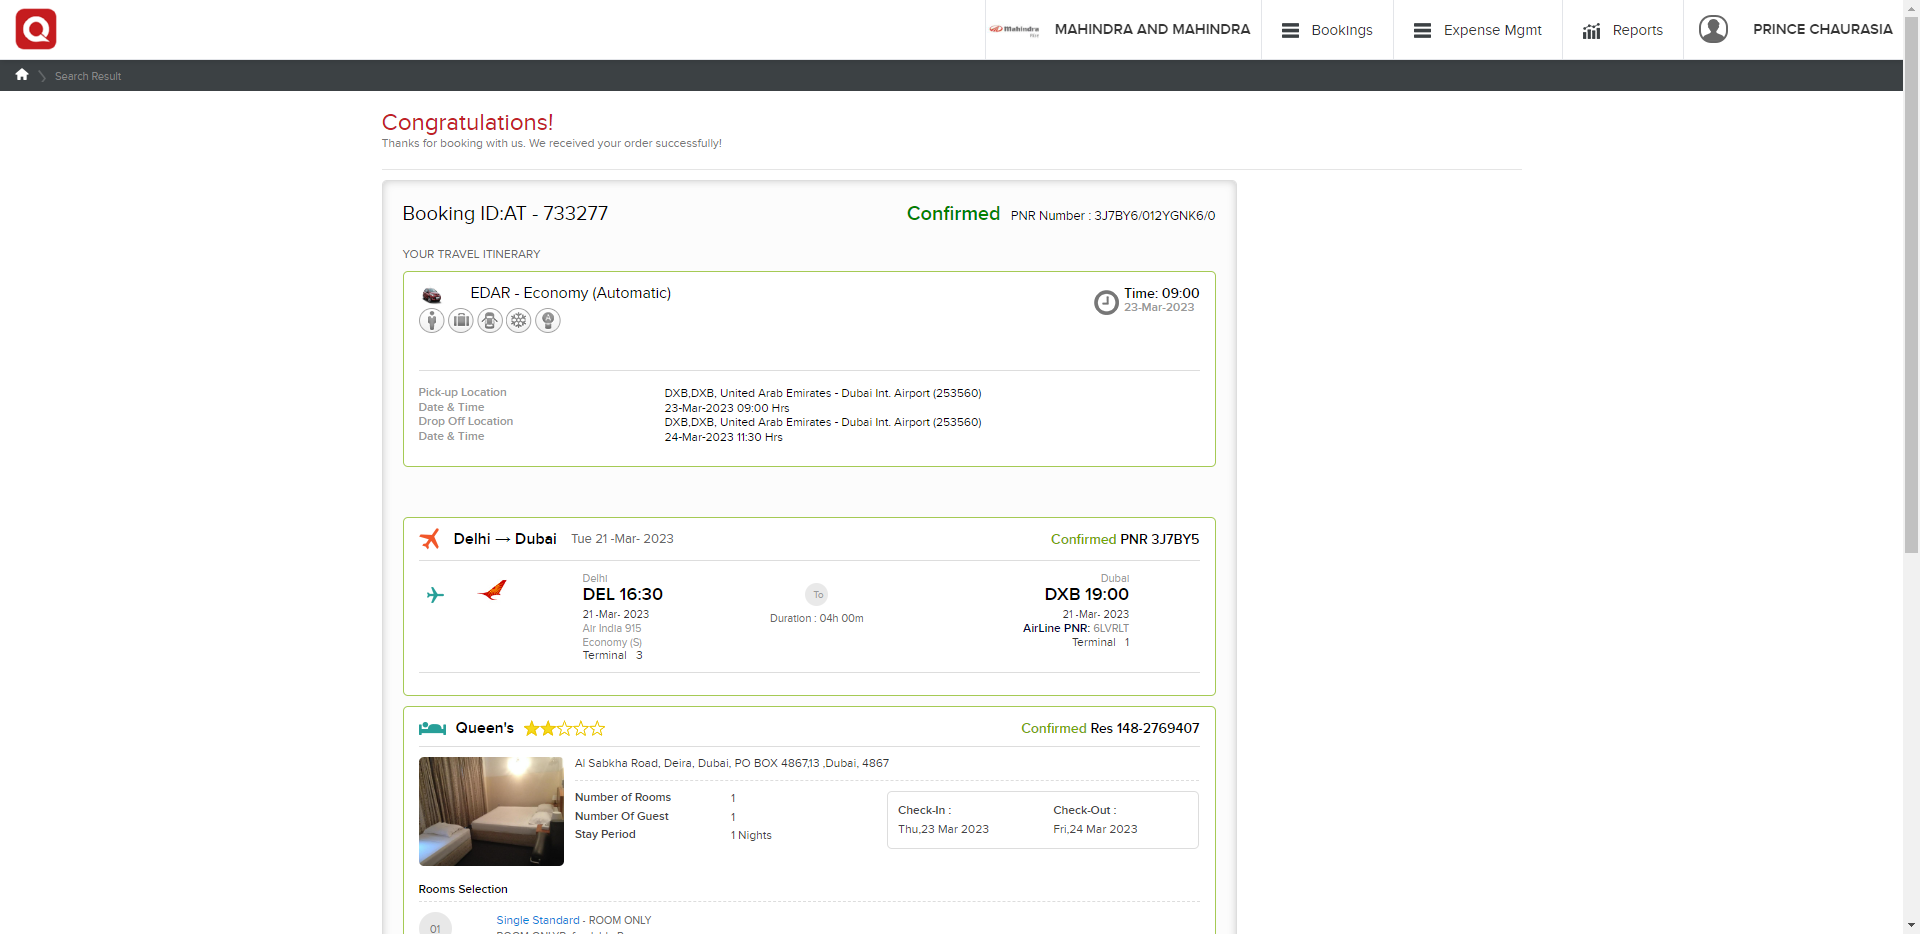 Mahindra MAHINDRA AND MAHINDRA Bookings Expense Mgmt Reports PRINCE CHAURASIA
Search Result
Congratulations!
Thanks for booking with us. We received your order successfully!
Booking ID:AT - 733277 Confirmed PNR Number : 3J7BY6/012YGNK6/0
YOUR TRAVEL ITINERARY
EDAR - Economy (Automatic) Time: 09:00
23-Mar-2023
Pick-up Location DXB,DXB, United Arab Emirates - Dubai Int. Airport (253560)
Date & Time 23-Mar-2023 09:00 Hrs
Drop Off Location DXB,DXB, United Arab Emirates - Dubai Int. Airport (253560)
Date & Time 24-Mar-2023 11:30 Hrs
Delhi → Dubai Tue 21 -Mar- 2023 Confirmed PNR 3J7BY5
Delhi Dubai
DEL 16:30 To DXB 19:00
21 -Mar- 2023 Duration : 04h 00m 21 -Mar- 2023
Air India 915 AirLine PNR: 6LVRLT
Economy (S) Terminal 1
Terminal 3
Queen's Confirmed Res 148-2769407
Al Sabkha Road, Deira, Dubai, PO BOX 4867,13 ,Dubai, 4867
Number of Rooms 1
Number Of Guest 1
Stay Period 1 Nights
Check-In : Check-Out :
Thu,23 Mar 2023 Fri,24 Mar 2023
Rooms Selection
01 Single Standard - ROOM ONLY